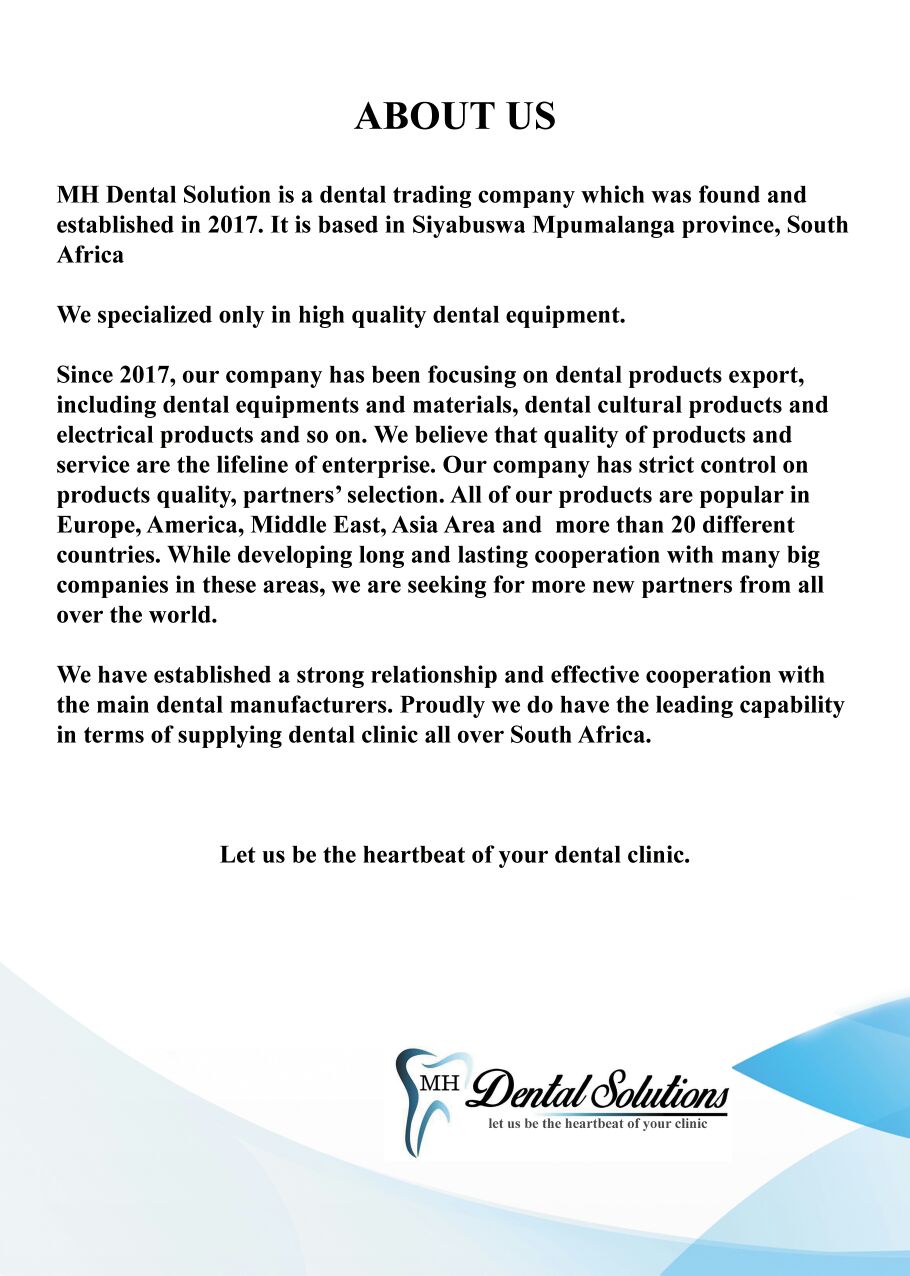 ABOUT US
MH Dental Solution is a dental trading company which was found and
established in 2017. It is based in Siyabuswa Mpumalanga province, South
Africa
We specialized only in high quality dental equipment.
Since 2017, our company has been focusing on dental products export,
including dental equipments and materials, dental cultural products and
electrical products and so on. We believe that quality of products and
service are the lifeline of enterprise. Our company has strict control on
products quality, partners’ selection. All of our products are popular in
Europe, America, Middle East, Asia Area and  more than 20 different
countries. While developing long and lasting cooperation with many big
companies in these areas, we are seeking for more new partners from all
over the world.
We have established a strong relationship and effective cooperation with
the main dental manufacturers. Proudly we do have the leading capability
in terms of supplying dental clinic all over South Africa.
Let us be the heartbeat of your dental clinic.
MH Dental Solutions
let us be the heartbeat of your clinic